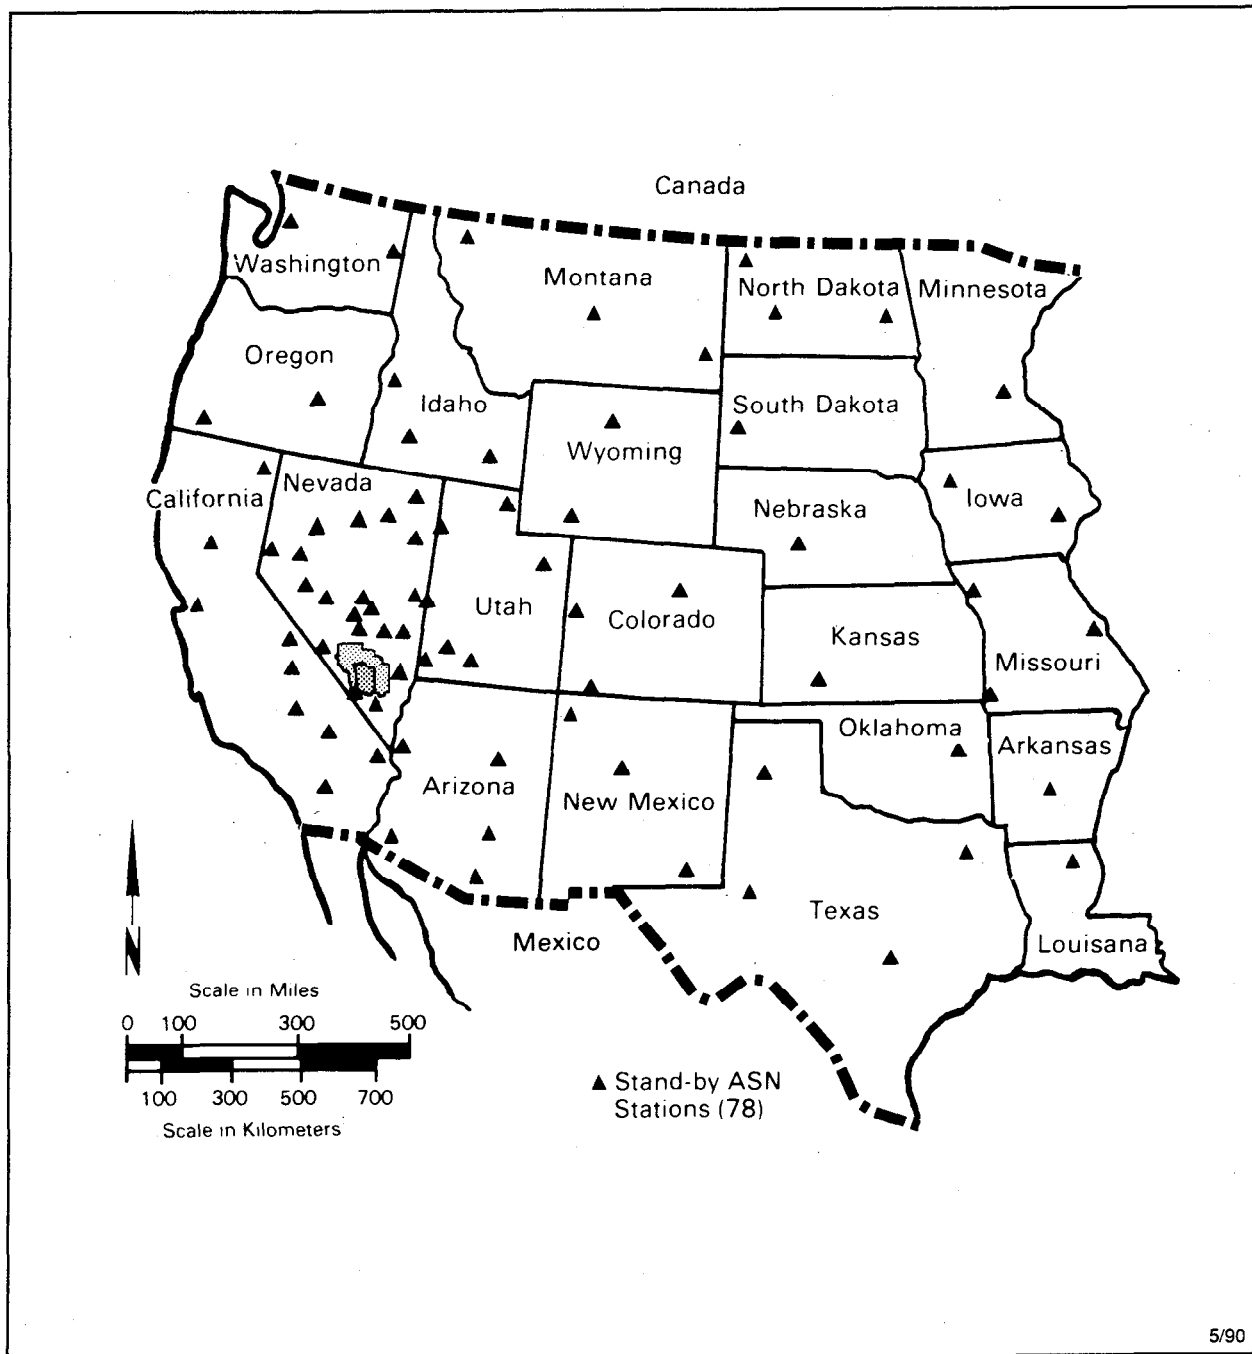 Canada
Washington
Montana
North Dakota
Minnesota
Oregon
Idaho
South Dakota
Wyoming
California
Nevada
Nebraska
Iowa
Utah
Colorado
Kansas
Missouri
Oklahoma
Arkansas
Arizona
New Mexico
Texas
Louisana
Mexico
N
Scale in Miles
0 100 300 500
100 300 500 700
Scale in Kilometers
▲ Stand-by ASN
Stations (78)
5/90